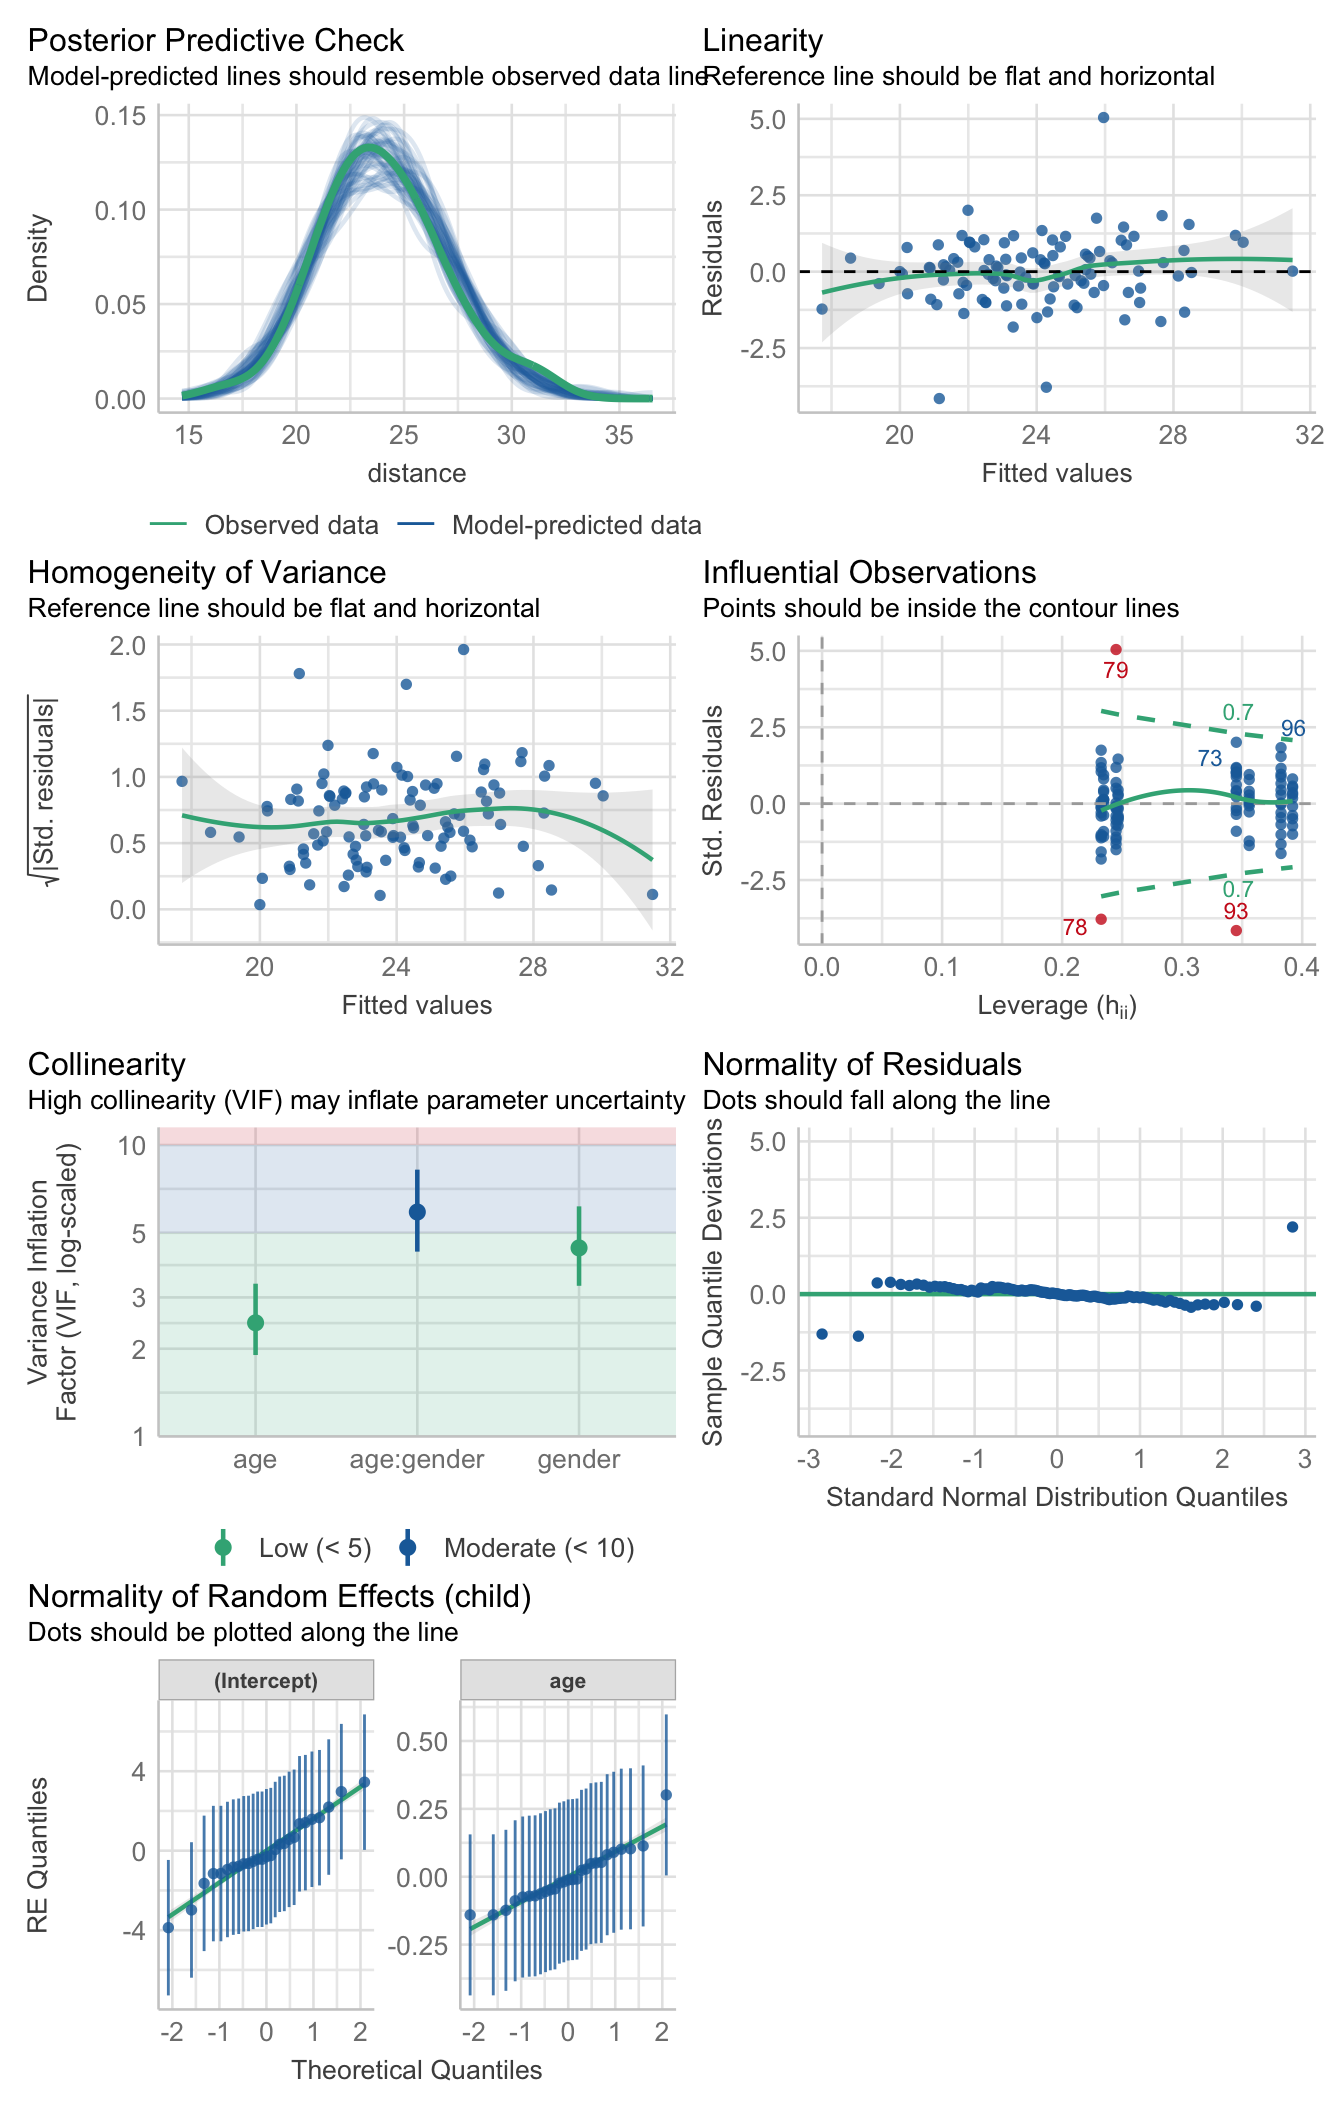 Posterior Predictive Check
Model-predicted lines should resemble observed data line
0.15
0.10
0.05
0.00
Density
15 20 25 30 35
distance
Observed data Model-predicted data
Linearity
Reference line should be flat and horizontal
5.0
2.5
0.0
-2.5
Residuals
20 24 28 32
Fitted values
Homogeneity of Variance
Reference line should be flat and horizontal
2.0
1.5
1.0
0.5
0.0
√|Std. residuals|
20 24 28 32
Fitted values
Influential Observations
Points should be inside the contour lines
5.0
2.5
0.0
-2.5
Std. Residuals
79
0.7
96
73
0.7
93
78
0.0 0.1 0.2 0.3 0.4
Leverage (hii)
Collinearity
High collinearity (VIF) may inflate parameter uncertainty
10
5
3
2
1
Variance Inflation
Factor (VIF, log-scaled)
age age:gender gender
Low (< 5) Moderate (< 10)
Normality of Residuals
Dots should fall along the line
5.0
2.5
0.0
-2.5
Sample Quantile Deviations
-3 -2 -1 0 1 2 3
Standard Normal Distribution Quantiles
Normality of Random Effects (child)
Dots should be plotted along the line
(Intercept)
4
0
-4
RE Quantiles
-2 -1 0 1 2
age
0.50
0.25
0.00
-0.25
-2 -1 0 1 2
Theoretical Quantiles